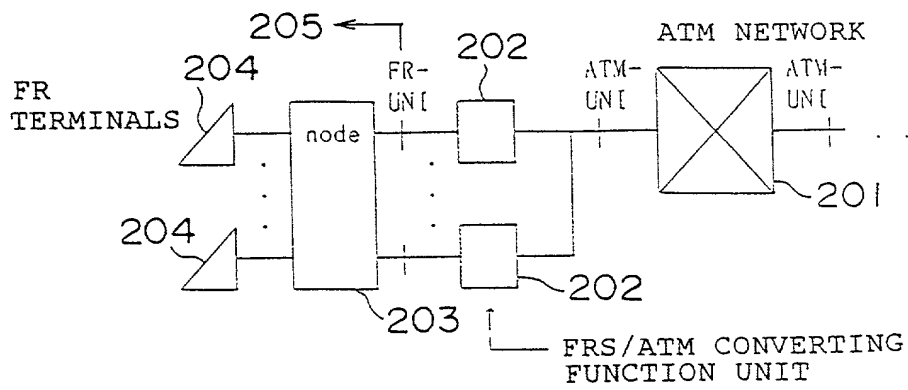 205
ATM NETWORK
204
202
FR
TERMINALS
FR-
UNI
ATM-
UNI
ATM-
UNI
node
201
204
202
203
FRS/ATM CONVERTING
FUNCTION UNIT